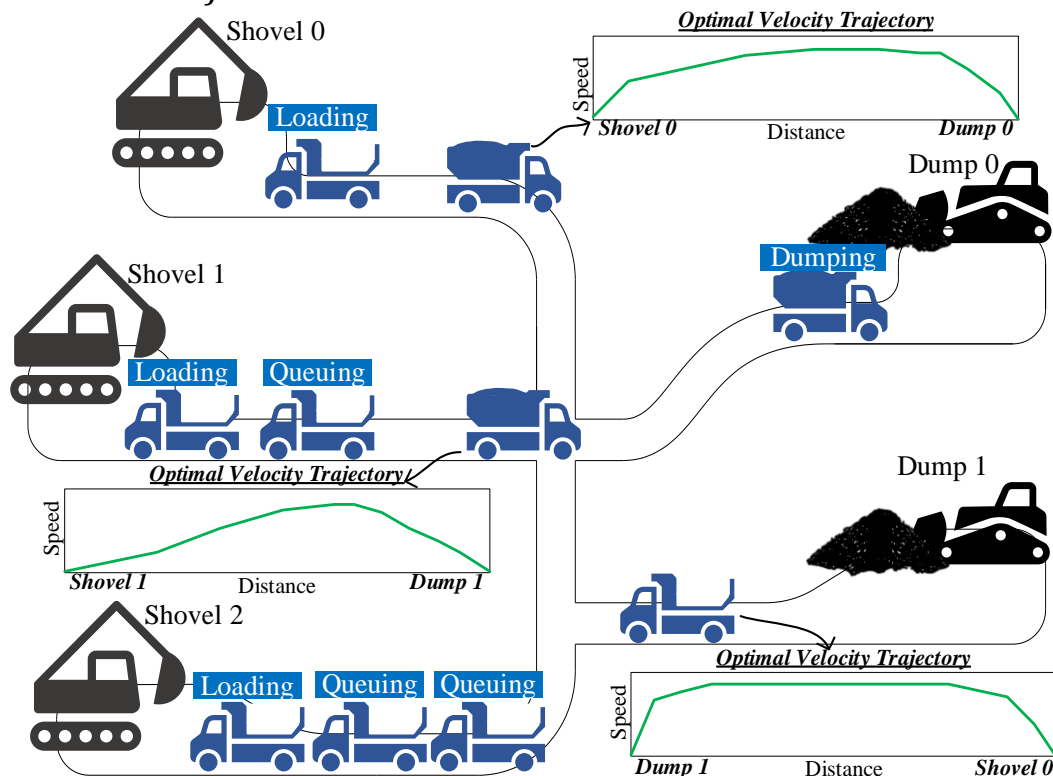 Shovel 0
Optimal Velocity Trajectory
Speed
Shovel 0
Distance
Dump 0
Loading
Dump 0
Shovel 1
Dumping
Loading
Queuing
Optimal Velocity Trajectory
Speed
Shovel 1
Distance
Dump 1
Dump 1
Shovel 2
Loading
Queuing
Queuing
Optimal Velocity Trajectory
Speed
Dump 1
Distance
Shovel 0